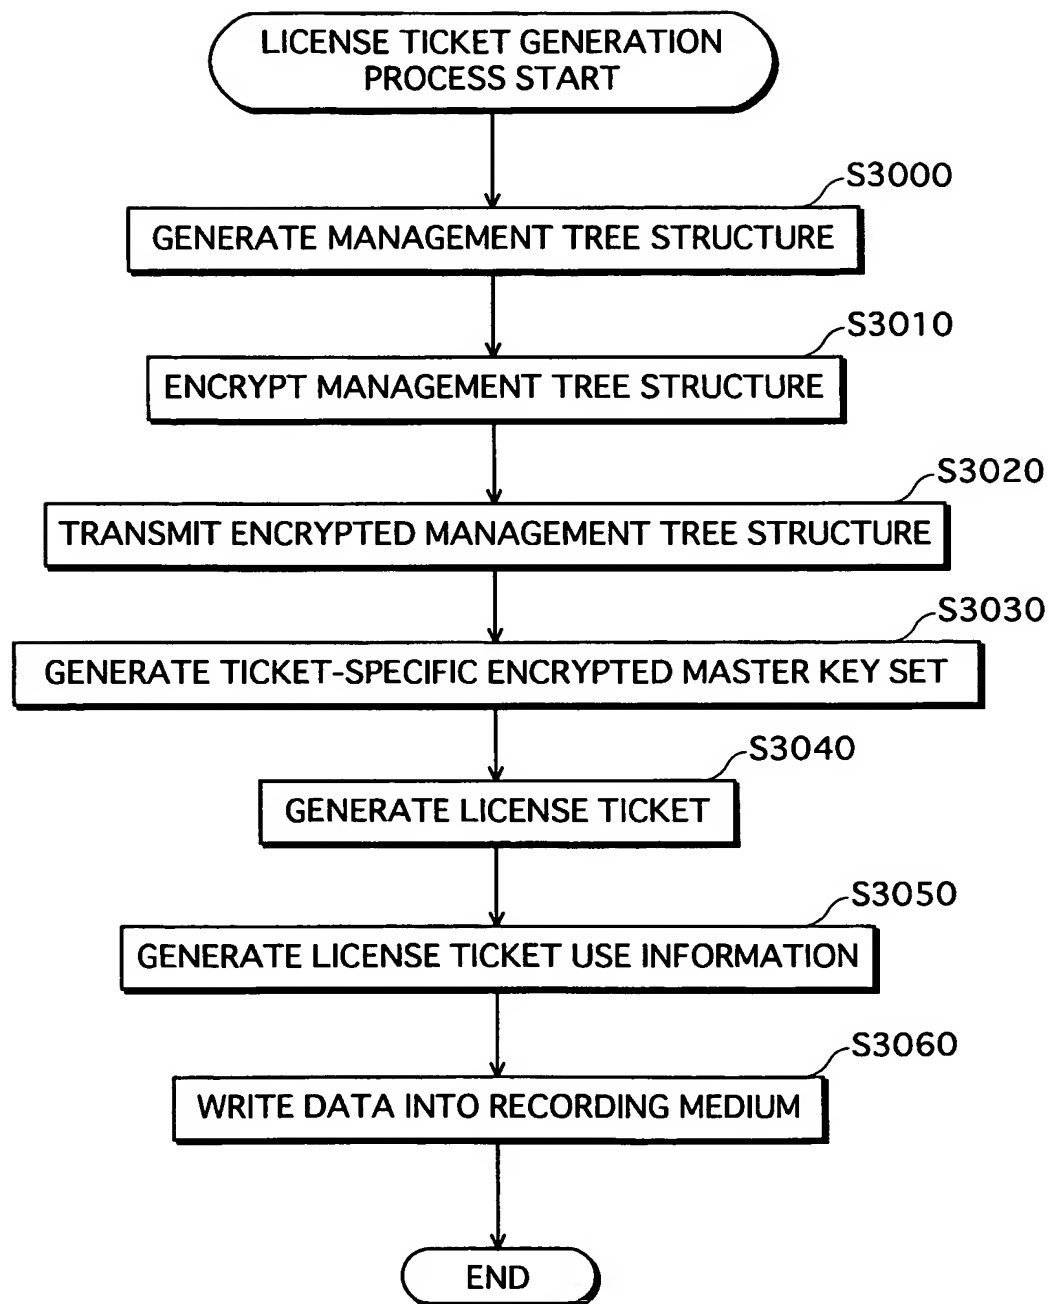 LICENSE TICKET GENERATION
PROCESS START
S3000
GENERATE MANAGEMENT TREE STRUCTURE
S3010
ENCRYPT MANAGEMENT TREE STRUCTURE
S3020
TRANSMIT ENCRYPTED MANAGEMENT TREE STRUCTURE
S3030
GENERATE TICKET-SPECIFIC ENCRYPTED MASTER KEY SET
S3040
GENERATE LICENSE TICKET
S3050
GENERATE LICENSE TICKET USE INFORMATION
S3060
WRITE DATA INTO RECORDING MEDIUM
END